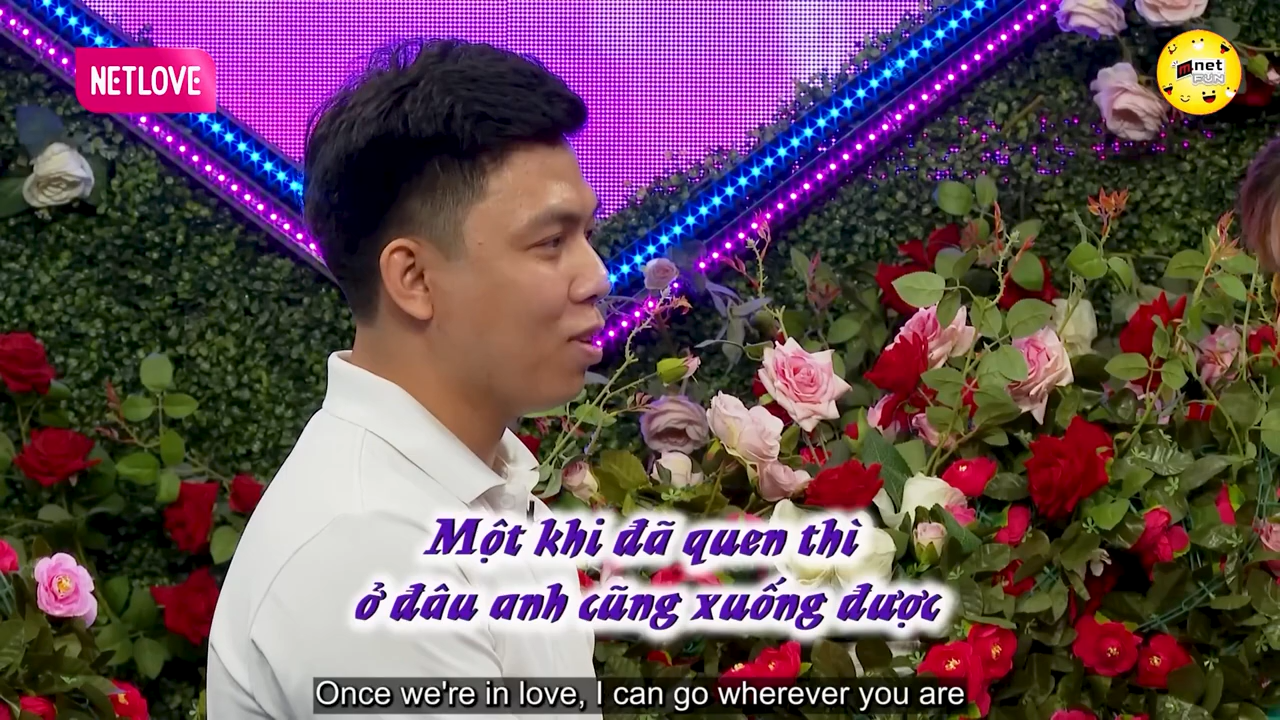 NETLOVE
mnet
FUN
Một khi đã quen thì
ở đâu anh cũng xuống được
Once we're in love, I can go wherever you are